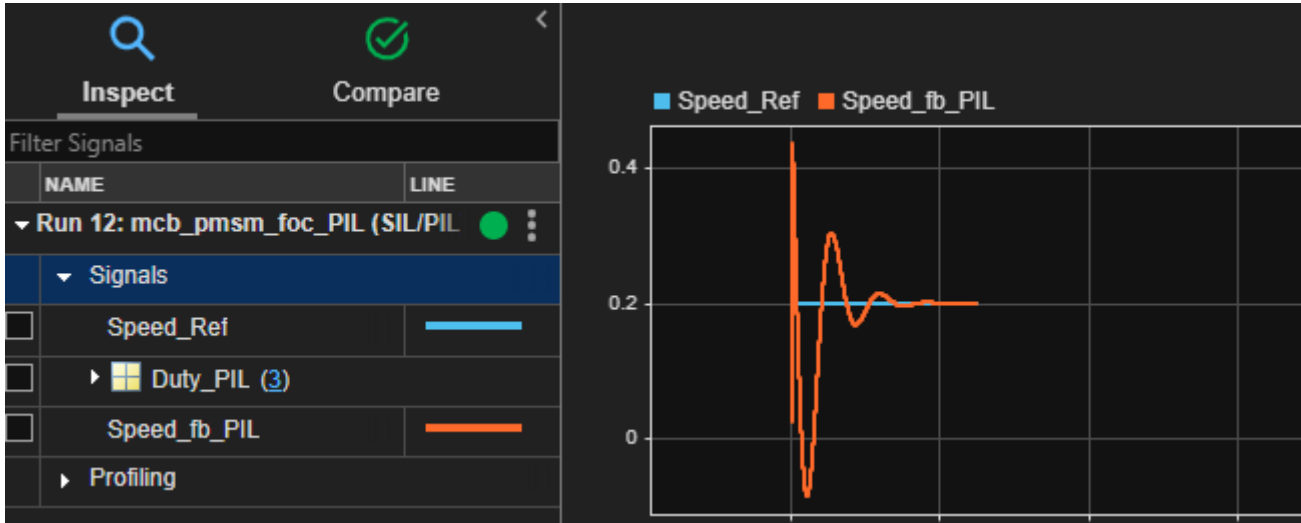 Inspect
Compare
Filter Signals
NAME
LINE
Run 12: mcb_pmsm_foc_PIL (SIL/PIL
Signals
Speed_Ref
Duty_PIL (3)
Speed_fb_PIL
Profiling
Speed_Ref
Speed_fb_PIL
0.4
0.2
0